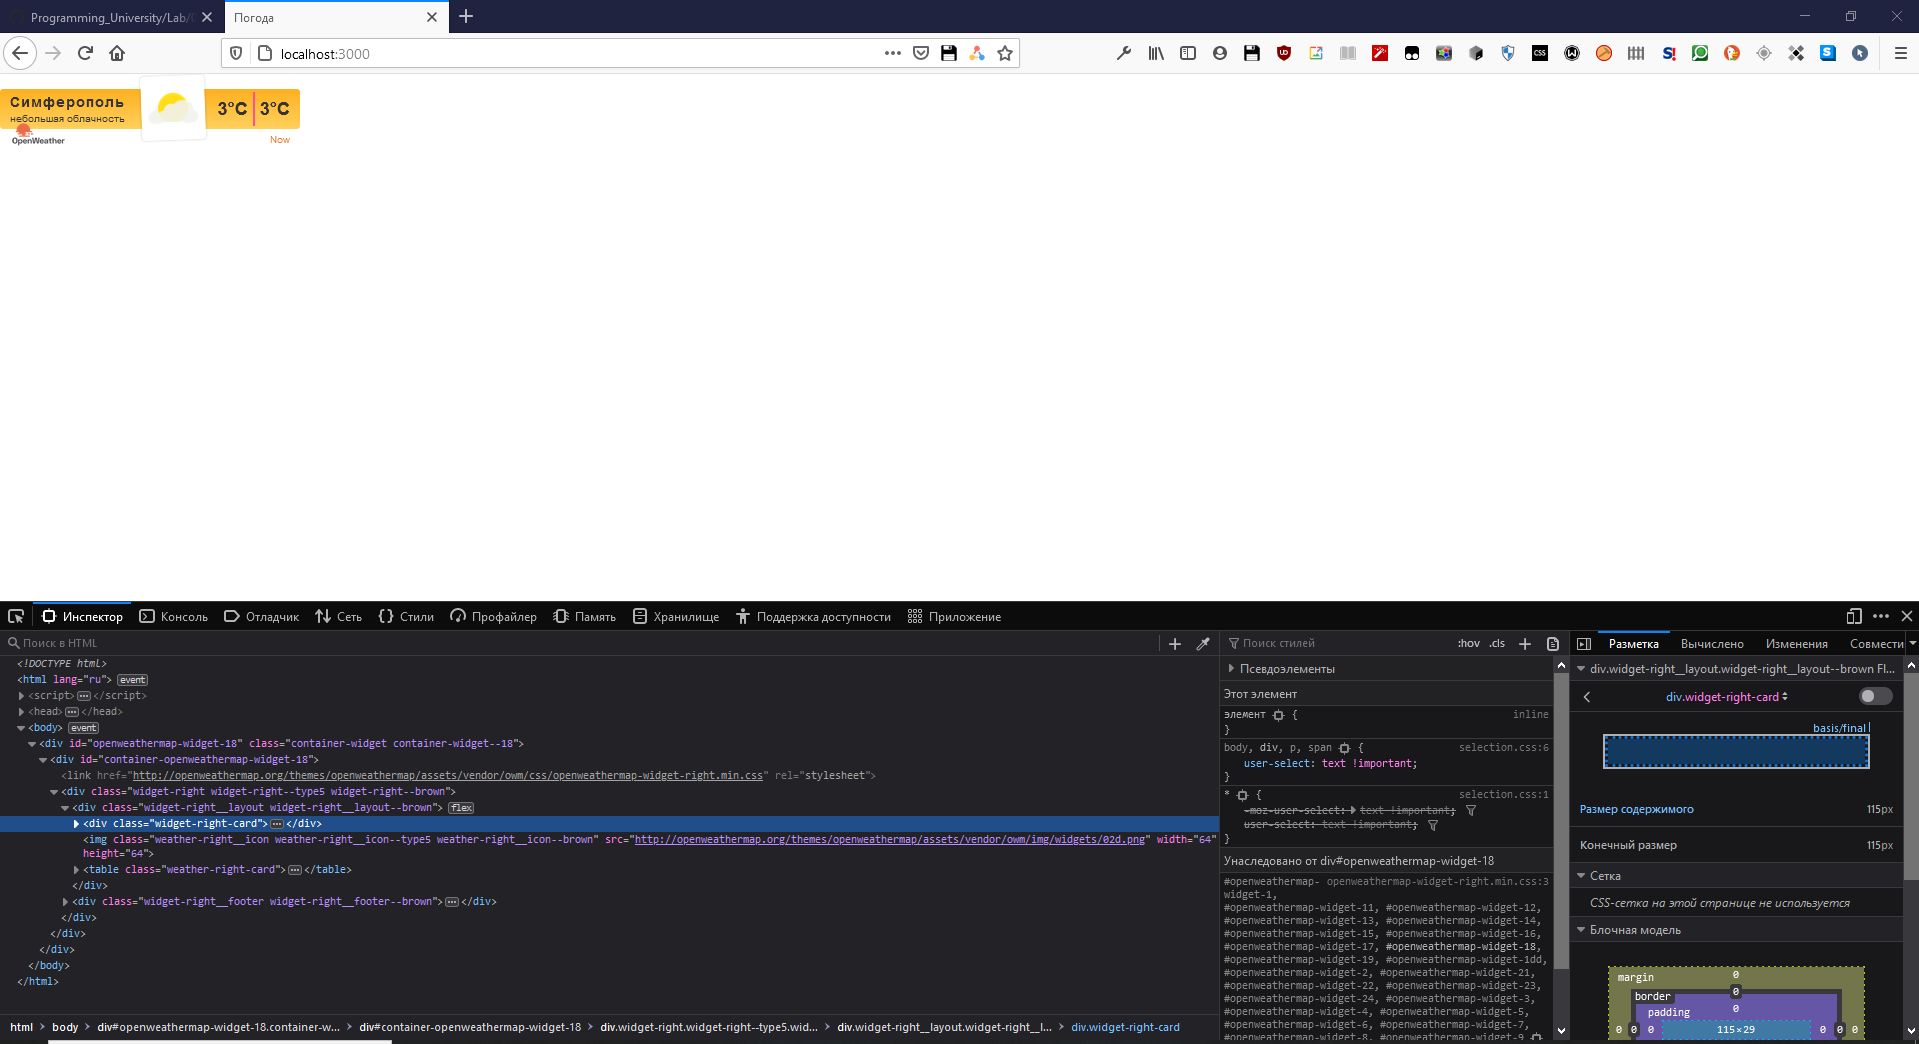 Programming_University/Lab/
Погода
localhost:3000
Симферополь
небольшая облачность
3°C 3°C
OpenWeather
Now
Инспектор Консоль Отладчик Сеть Стили Профайлер Память Хранилище Поддержка доступности Приложение
Поиск в HTML
<!DOCTYPE html>
<html lang="ru"> event
<script> ··· </script>
<head> ··· </head>
<body> event
<div id="openweathermap-widget-18" class="container-widget container-widget--18">
<div id="container-openweathermap-widget-18">
<link href="http://openweathermap.org/themes/openweathermap/assets/vendor/owm/css/openweathermap-widget-right.min.css" rel="stylesheet">
<div class="widget-right widget-right--type5 widget-right--brown">
<div class="widget-right__layout widget-right__layout--brown"> flex
<div class="widget-right-card"> ··· </div>
<img class="weather-right__icon weather-right__icon--type5 weather-right__icon--brown" src="http://openweathermap.org/themes/openweathermap/assets/vendor/owm/img/widgets/02d.png" width="64"
height="64">
<table class="weather-right-card"> ··· </table>
</div>
<div class="widget-right__footer widget-right__footer--brown"> ··· </div>
</div>
</div>
</div>
</body>
</html>
html body div#openweathermap-widget-18.container-w... div#container-openweathermap-widget-18 div.widget-right.widget-right--type5.wid... div.widget-right__layout.widget-right__l... div.widget-right-card
Поиск стилей :hov .cls
Псевдоэлементы
Этот элемент
элемент { inline
}
body, div, p, span { selection.css:6
user-select: text !important;
}
* { selection.css:1
-moz-user-select: text !important;
user-select: text !important;
}
Унаследовано от div#openweathermap-widget-18
#openweathermap- openweathermap-widget-right.min.css:3
widget-1,
#openweathermap-widget-11, #openweathermap-widget-12,
#openweathermap-widget-13, #openweathermap-widget-14,
#openweathermap-widget-15, #openweathermap-widget-16,
#openweathermap-widget-17, #openweathermap-widget-18,
#openweathermap-widget-19, #openweathermap-widget-1dd,
#openweathermap-widget-2, #openweathermap-widget-21,
#openweathermap-widget-22, #openweathermap-widget-23,
#openweathermap-widget-24, #openweathermap-widget-3,
#openweathermap-widget-4, #openweathermap-widget-5,
#openweathermap-widget-6, #openweathermap-widget-7,
#openweathermap-widget-8, #openweathermap-widget-9
Разметка Вычислено Изменения Совмести
div.widget-right__layout.widget-right__layout--brown Fl...
div.widget-right-card
basis/final
Размер содержимого 115px
Конечный размер 115px
Сетка
CSS-сетка на этой странице не используется
Блочная модель
margin 0
border 0
padding 0
0 0 0 115×29 0 0 0